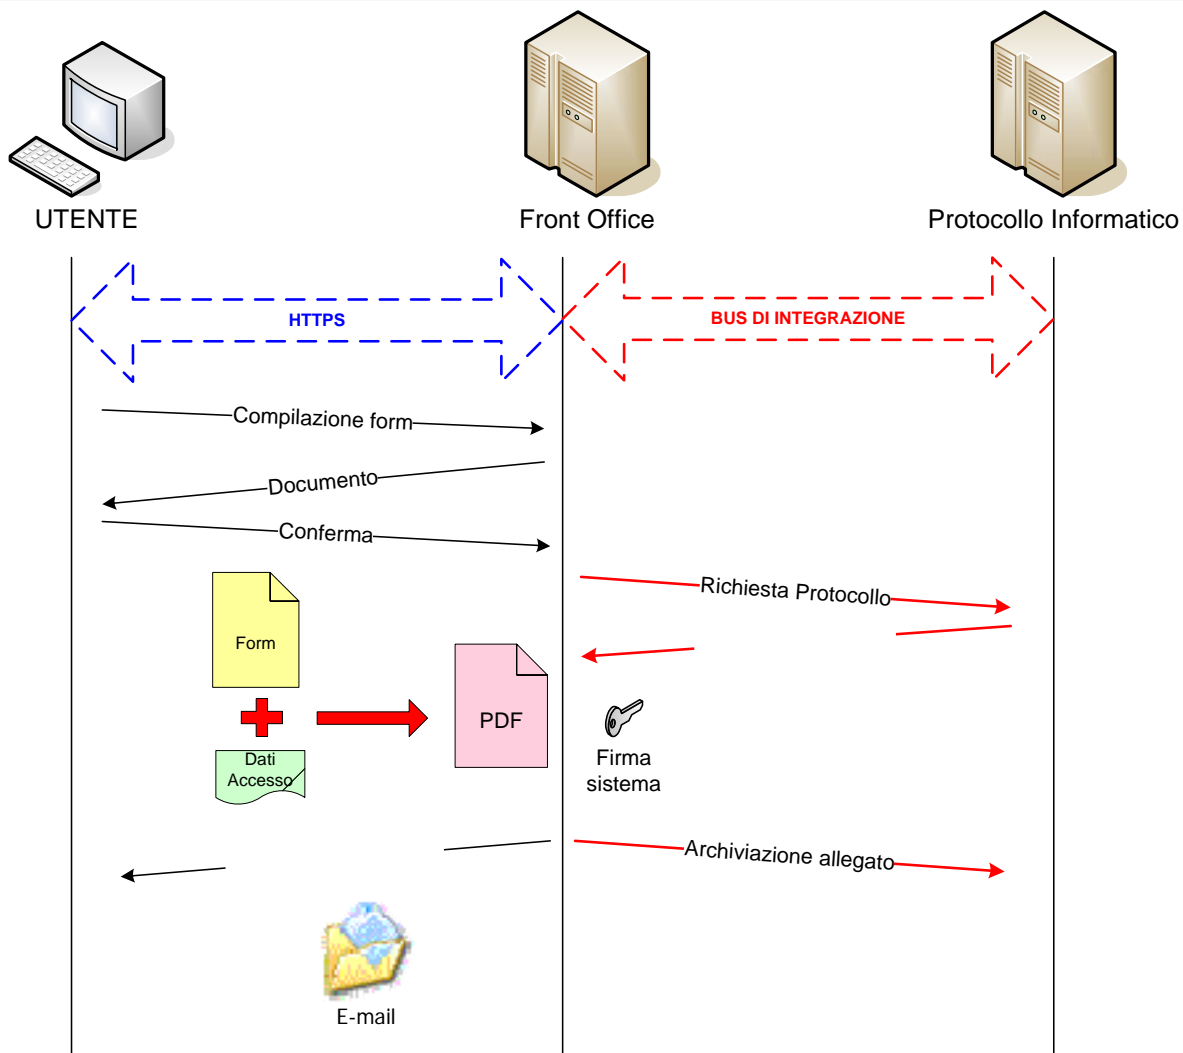 UTENTE
Front Office
Protocollo Informatico
HTTPS
BUS DI INTEGRAZIONE
Compilazione form
Documento
Conferma
Richiesta Protocollo
Form
PDF
Dati
Accesso
Firma
sistema
Archiviazione allegato
E-mail